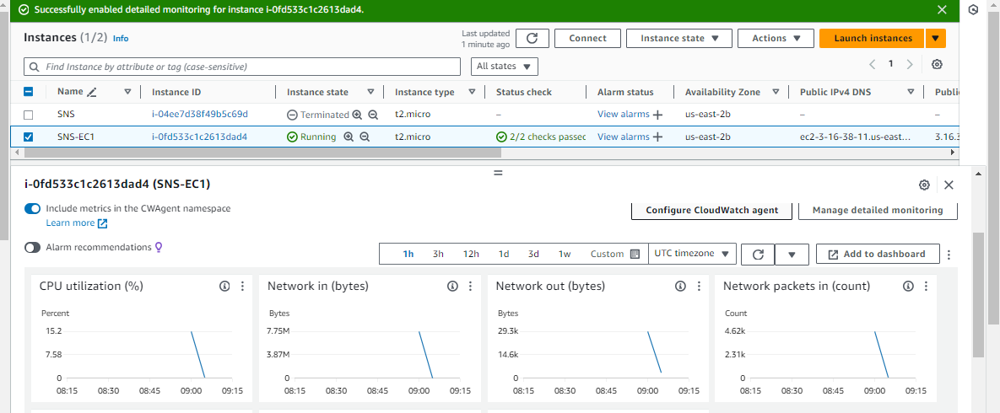 Successfully enabled detailed monitoring for instance i-0fd533c1c2613dad4.
Instances (1/2) Info
Last updated
1 minute ago
Connect
Instance state
Actions
Launch instances
Find Instance by attribute or tag (case-sensitive)
All states
1
Name Instance ID Instance state Instance type Status check Alarm status Availability Zone Public IPv4 DNS Publi
SNS i-04ee7d38f49b5c69d Terminated t2.micro – View alarms + us-east-2b – –
SNS-EC1 i-0fd533c1c2613dad4 Running t2.micro 2/2 checks passed View alarms + us-east-2b ec2-3-16-38-11.us-east... 3.16.3
i-0fd533c1c2613dad4 (SNS-EC1)
Include metrics in the CWAgent namespace
Learn more
Configure CloudWatch agent
Manage detailed monitoring
Alarm recommendations
1h 3h 12h 1d 3d 1w Custom UTC timezone
Add to dashboard
CPU utilization (%)
Percent
15.2
7.58
0
08:15 08:30 08:45 09:00 09:15
Network in (bytes)
Bytes
7.75M
3.87M
0
08:15 08:30 08:45 09:00 09:15
Network out (bytes)
Bytes
29.3k
14.6k
0
08:15 08:30 08:45 09:00 09:15
Network packets in (count)
Count
4.62k
2.31k
0
08:15 08:30 08:45 09:00 09:15